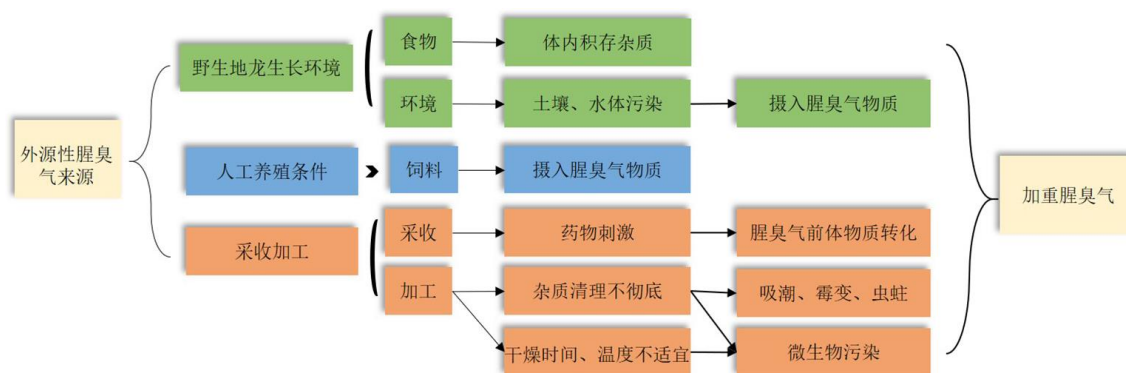 外源性腥臭
气来源
野生地龙生长环境
食物
体内积存杂质
环境
土壤、水体污染
摄入腥臭气物质
人工养殖条件
饲料
摄入腥臭气物质
采收加工
采收
药物刺激
腥臭气前体物质转化
加工
杂质清理不彻底
吸潮、霉变、虫蛀
干燥时间、温度不适宜
微生物污染
加重腥臭气